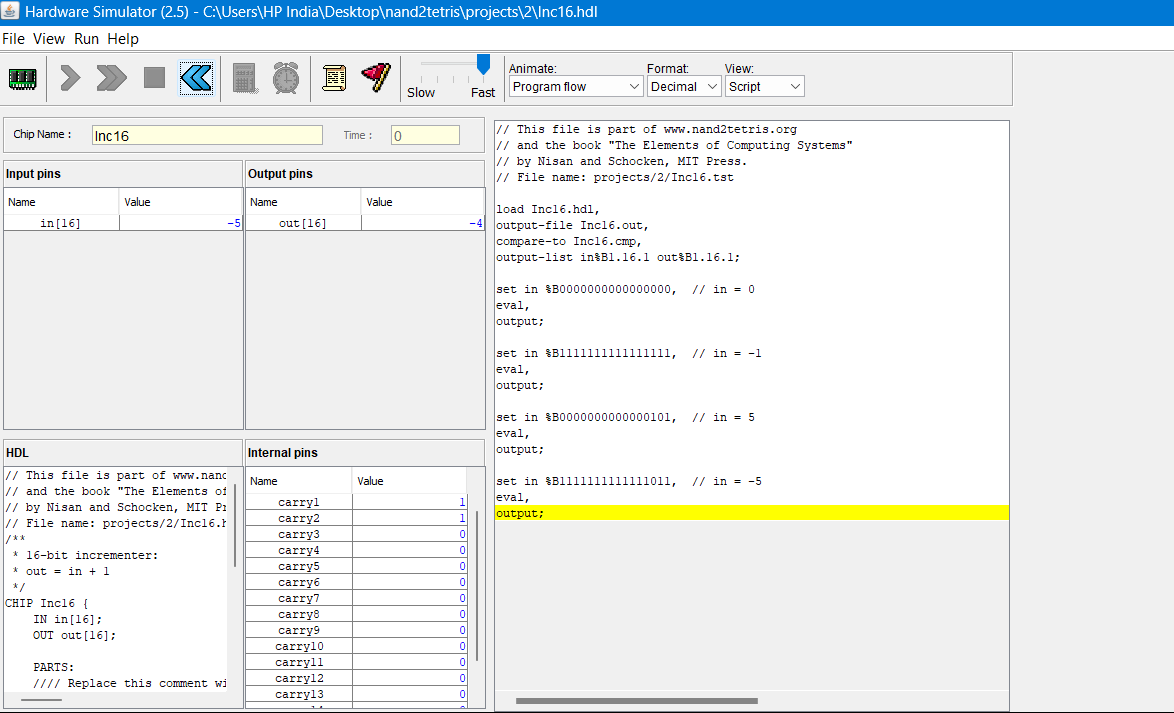 Hardware Simulator (2.5) - C:\Users\HP India\Desktop\nand2tetris\projects\2\Inc16.hdl
File View Run Help
Slow Fast
Animate:
Program flow
Format:
Decimal
View:
Script
Chip Name :
Inc16
Time :
0
Input pins
Name Value
in[16] -5
Output pins
Name Value
out[16] -4
HDL
// This file is part of www.nanc
// and the book "The Elements of
// by Nisan and Schocken, MIT Pr
// File name: projects/2/Inc16.h
/**
* 16-bit incrementer:
* out = in + 1
*/
CHIP Inc16 {
IN in[16];
OUT out[16];
PARTS:
//// Replace this comment wi
Internal pins
Name Value
carry1 1
carry2 1
carry3 0
carry4 0
carry5 0
carry6 0
carry7 0
carry8 0
carry9 0
carry10 0
carry11 0
carry12 0
carry13 0
// This file is part of www.nand2tetris.org
// and the book "The Elements of Computing Systems"
// by Nisan and Schocken, MIT Press.
// File name: projects/2/Inc16.tst
load Inc16.hdl,
output-file Inc16.out,
compare-to Inc16.cmp,
output-list in%B1.16.1 out%B1.16.1;
set in %B0000000000000000,  // in = 0
eval,
output;
set in %B1111111111111111,  // in = -1
eval,
output;
set in %B0000000000000101,  // in = 5
eval,
output;
set in %B1111111111111011,  // in = -5
eval,
output;